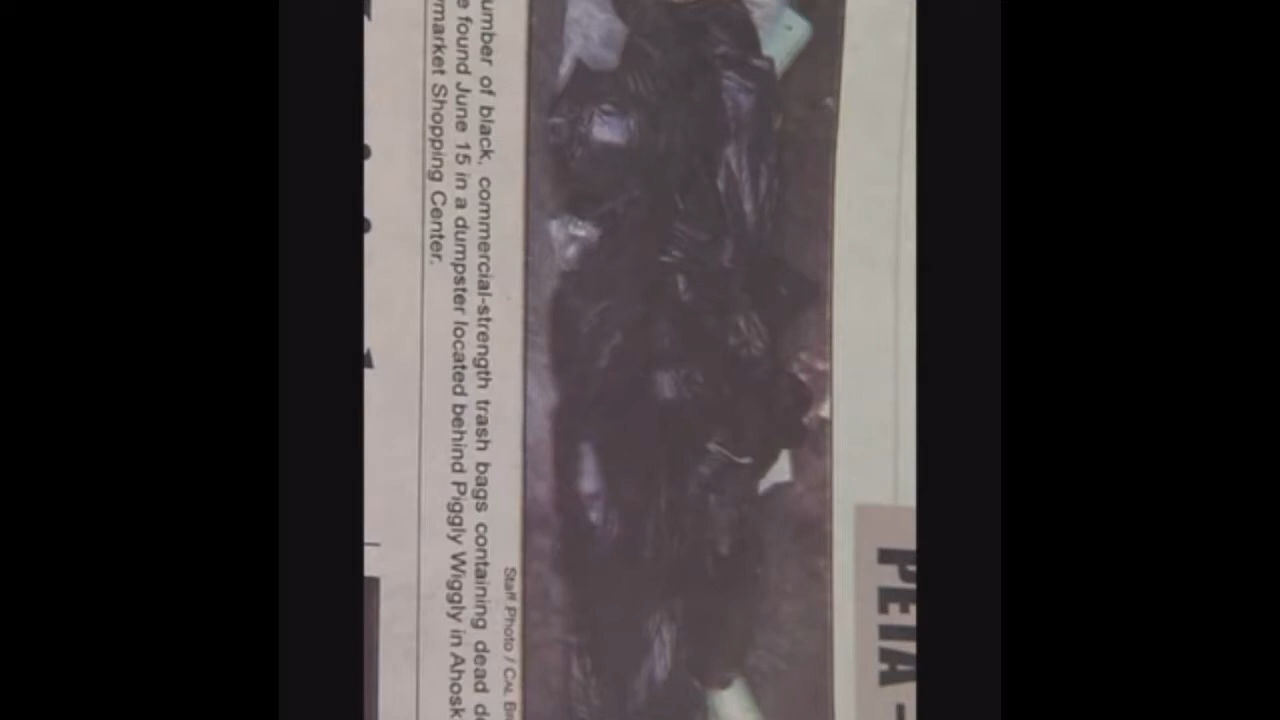 PETA -
Staff Photo / CAL
umber of black, commercial-strength trash bags containing dead
e found June 15 in a dumpster located behind Piggly Wiggly in Ahosk
ymarket Shopping Center.